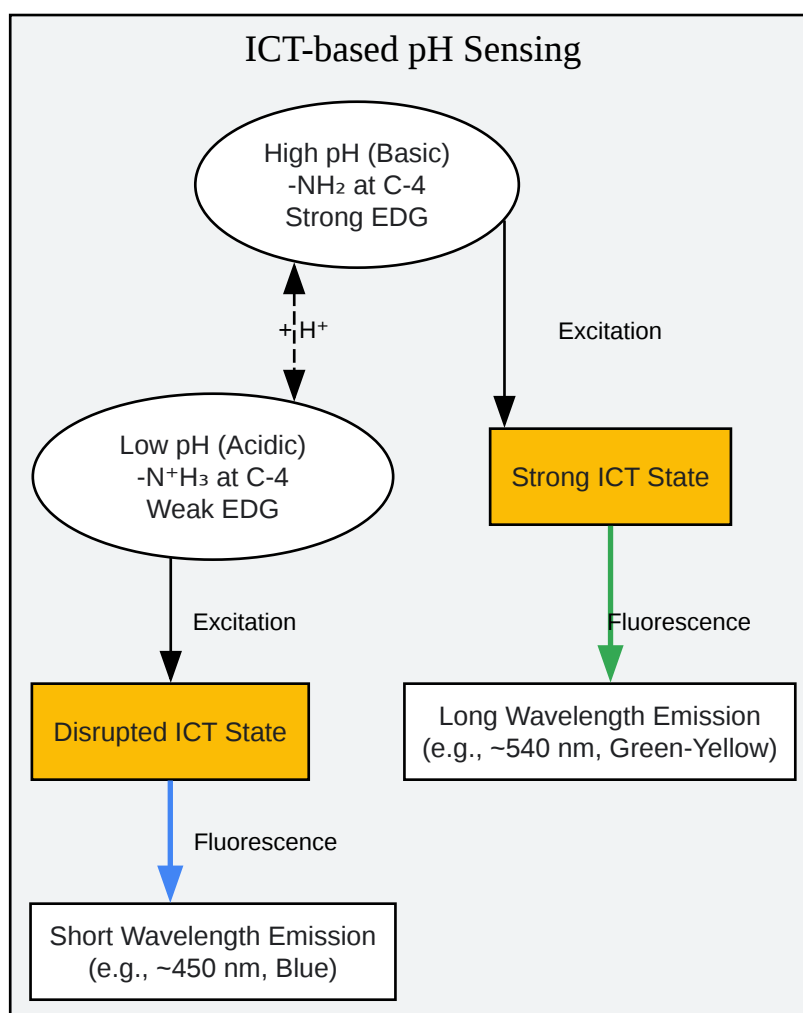 ICT-based pH Sensing
High pH (Basic)
-NH₂ at C-4
Strong EDG
+ H⁺
Excitation
Low pH (Acidic)
-N⁺H₃ at C-4
Weak EDG
Strong ICT State
Excitation
Fluorescence
Disrupted ICT State
Long Wavelength Emission
(e.g., ~540 nm, Green-Yellow)
Fluorescence
Short Wavelength Emission
(e.g., ~450 nm, Blue)